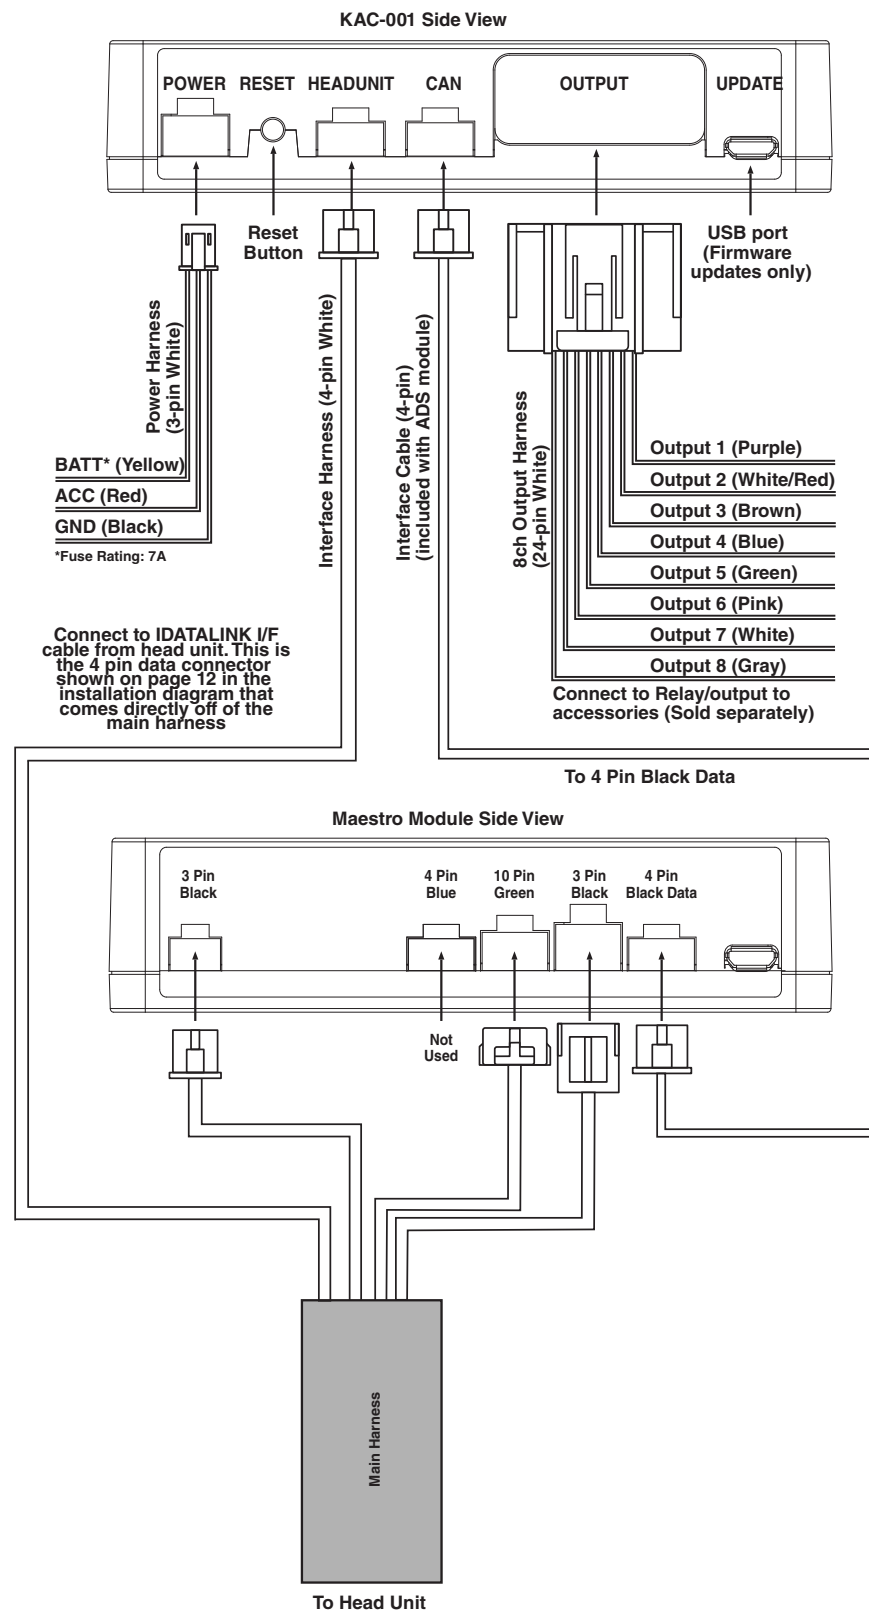 KAC-001 Side View
POWER RESET HEADUNIT CAN OUTPUT UPDATE
Reset
Button
USB port
(Firmware
updates only)
Power Harness
(3-pin White)
Interface Harness (4-pin White)
Interface Cable (4-pin)
(included with ADS module)
8ch Output Harness
(24-pin White)
BATT* (Yellow)
ACC (Red)
GND (Black)
*Fuse Rating: 7A
Output 1 (Purple)
Output 2 (White/Red)
Output 3 (Brown)
Output 4 (Blue)
Output 5 (Green)
Output 6 (Pink)
Output 7 (White)
Output 8 (Gray)
Connect to Relay/output to
accessories (Sold separately)
Connect to IDATALINK I/F
cable from head unit. This is
the 4 pin data connector
shown on page 12 in the
installation diagram that
comes directly off of the
main harness
To 4 Pin Black Data
Maestro Module Side View
3 Pin
Black
4 Pin
Blue
10 Pin
Green
3 Pin
Black
4 Pin
Black Data
Not
Used
Main Harness
To Head Unit